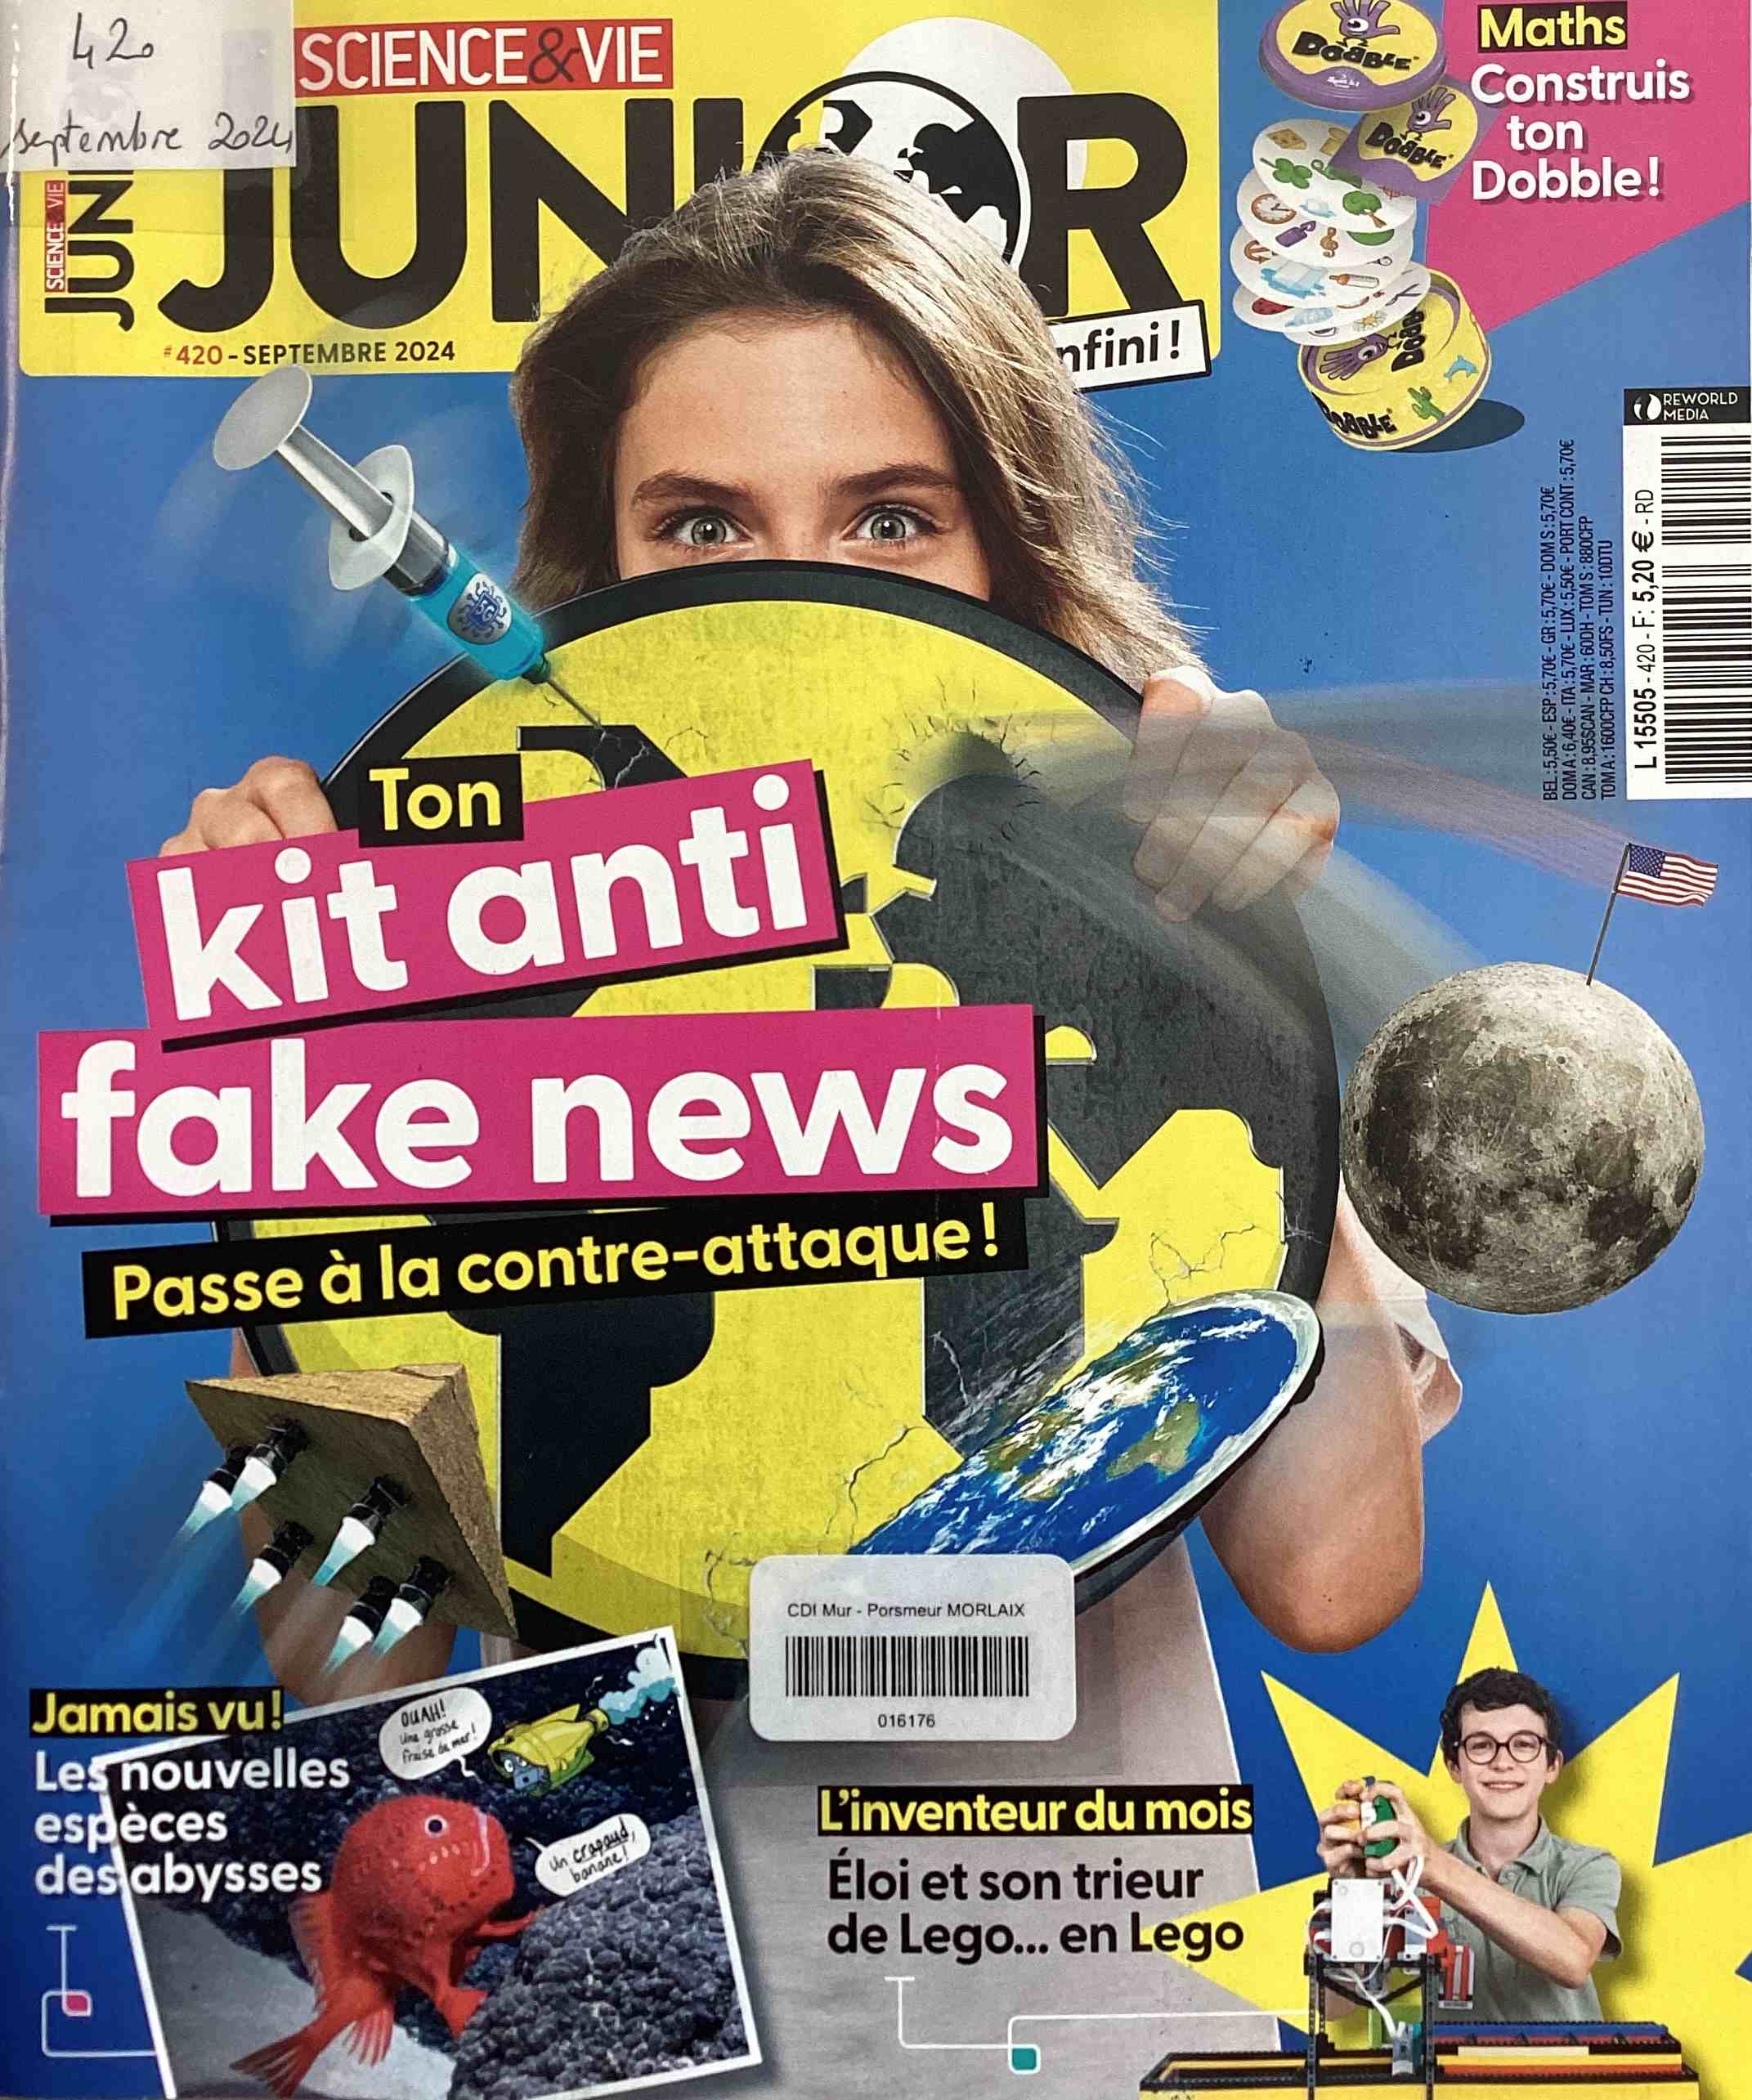 420
septembre 2024
SCIENCE&VIE
JUNIOR
SCIENCE&VIE
JUNI
#420 - SEPTEMBRE 2024
nfini !
Maths
Construis
ton
Dobble !
DOBBLE
DOBBLE
DOBBLE
REWORLD
MEDIA
BEL : 5,50€ - ESP : 5,70€ - GR : 5,70€ - DOM S : 5,70€
DOM A : 6,40€ - ITA : 5,70€ - LUX : 5,50€ - PORT CONT : 5,70€
CAN : 8,95$CAN - MAR : 60DH - TOM S : 880CFP
TOM A : 1600CFP CH : 8,50FS - TUN : 10DTU
L 15505 - 420 - F : 5,20 € - RD
Ton
kit anti
fake news
Passe à la contre-attaque !
CDI Mur - Porsmeur MORLAIX
016176
Jamais vu !
Les nouvelles
espèces
des abysses
OUAH!
Une grosse
fraise de mer!
Un crapaud,
banane!
L'inventeur du mois
Éloi et son trieur
de Lego... en Lego